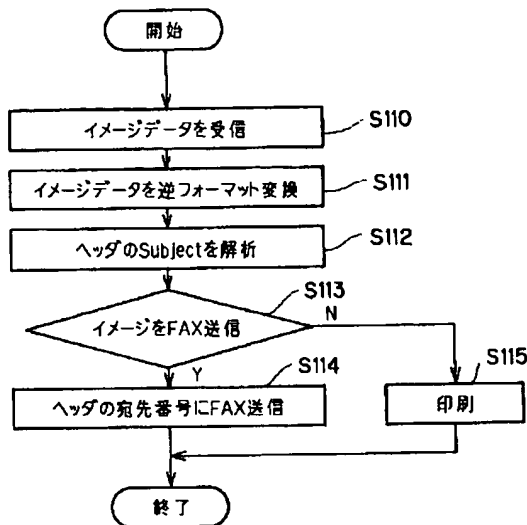 開始
イメージデータを受信
S110
イメージデータを逆フォーマット変換
S111
ヘッダのSubjectを解析
S112
イメージをFAX送信
S113
N
Y
ヘッダの宛先番号にFAX送信
S114
印刷
S115
終了